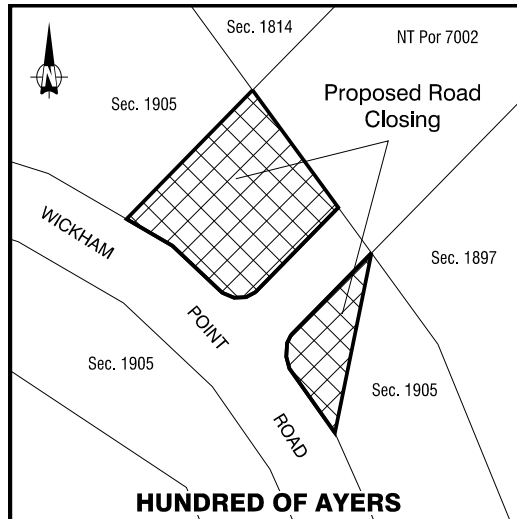 Sec. 1814
NT Por 7002
N
Sec. 1905
Proposed Road
Closing
WICKHAM
POINT
ROAD
Sec. 1897
Sec. 1905
Sec. 1905
HUNDRED OF AYERS